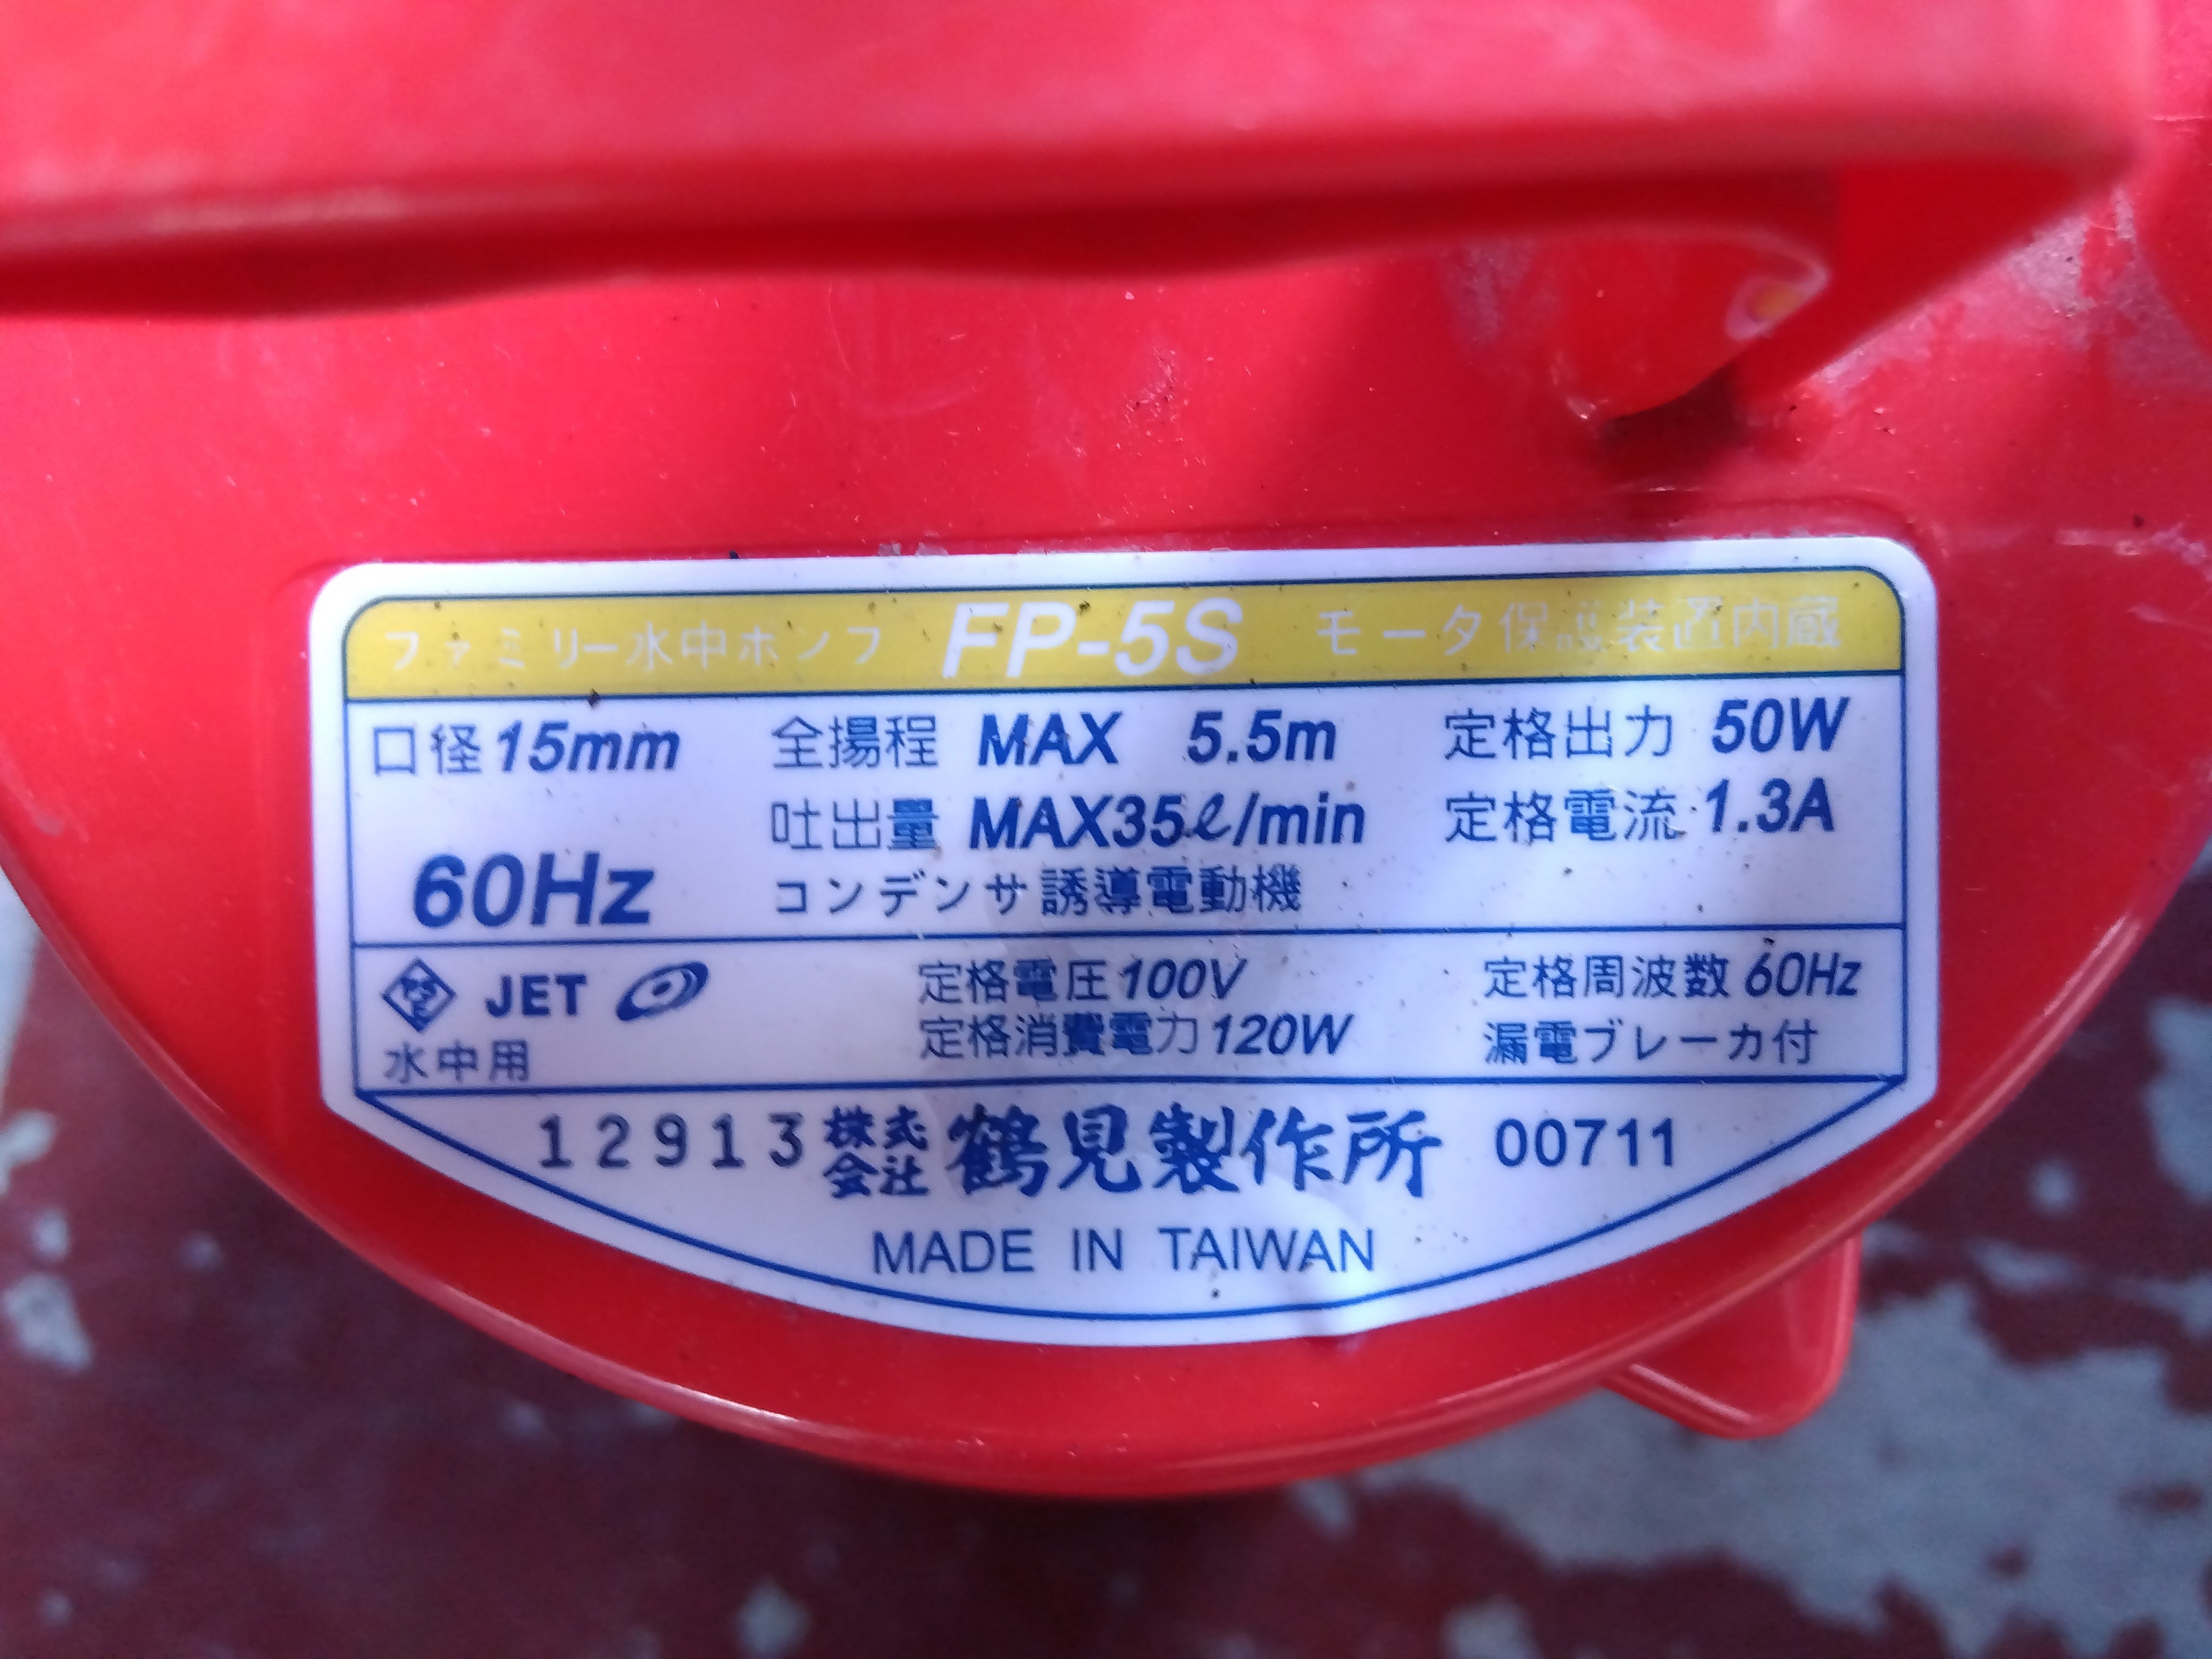 ファミリー水中ポンプ FP-5S モータ保護装置内蔵
口径15mm 全揚程 MAX 5.5m 定格出力 50W
吐出量 MAX35ℓ/min 定格電流 1.3A
60Hz コンデンサ誘導電動機
PSE JET 定格電圧100V 定格周波数60Hz
水中用 定格消費電力120W 漏電ブレーカ付
12913 株式会社 鶴見製作所 00711
MADE IN TAIWAN